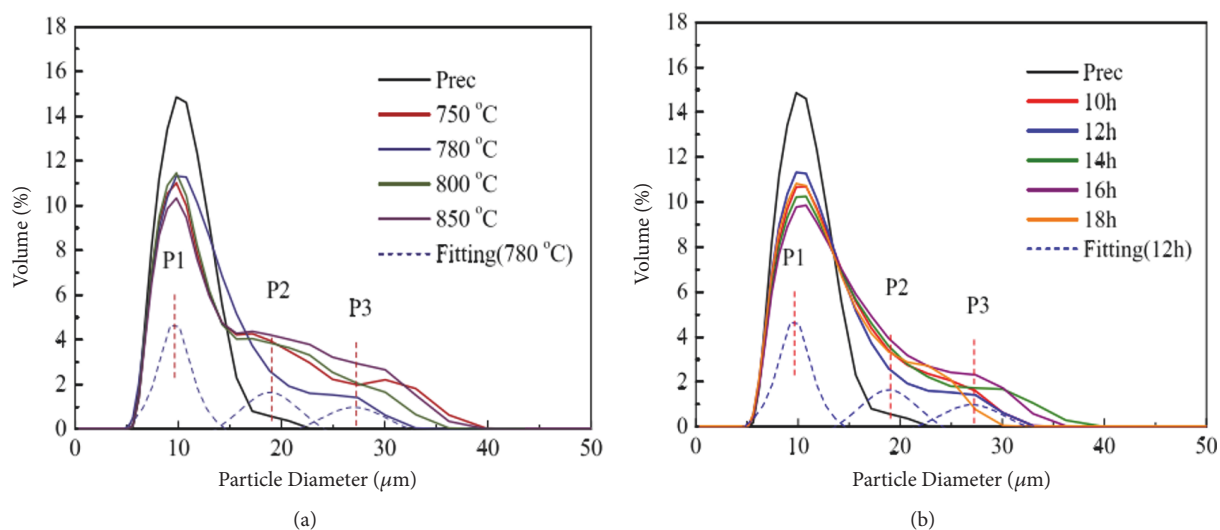 18
16
14
12
10
8
6
4
2
0
Volume (%)
Prec
750 °C
780 °C
800 °C
850 °C
Fitting(780 °C)
P1
P2
P3
0 10 20 30 40 50
Particle Diameter (μm)
(a)
18
16
14
12
10
8
6
4
2
0
Volume (%)
Prec
10h
12h
14h
16h
18h
Fitting(12h)
P1
P2
P3
0 10 20 30 40 50
Particle Diameter (μm)
(b)